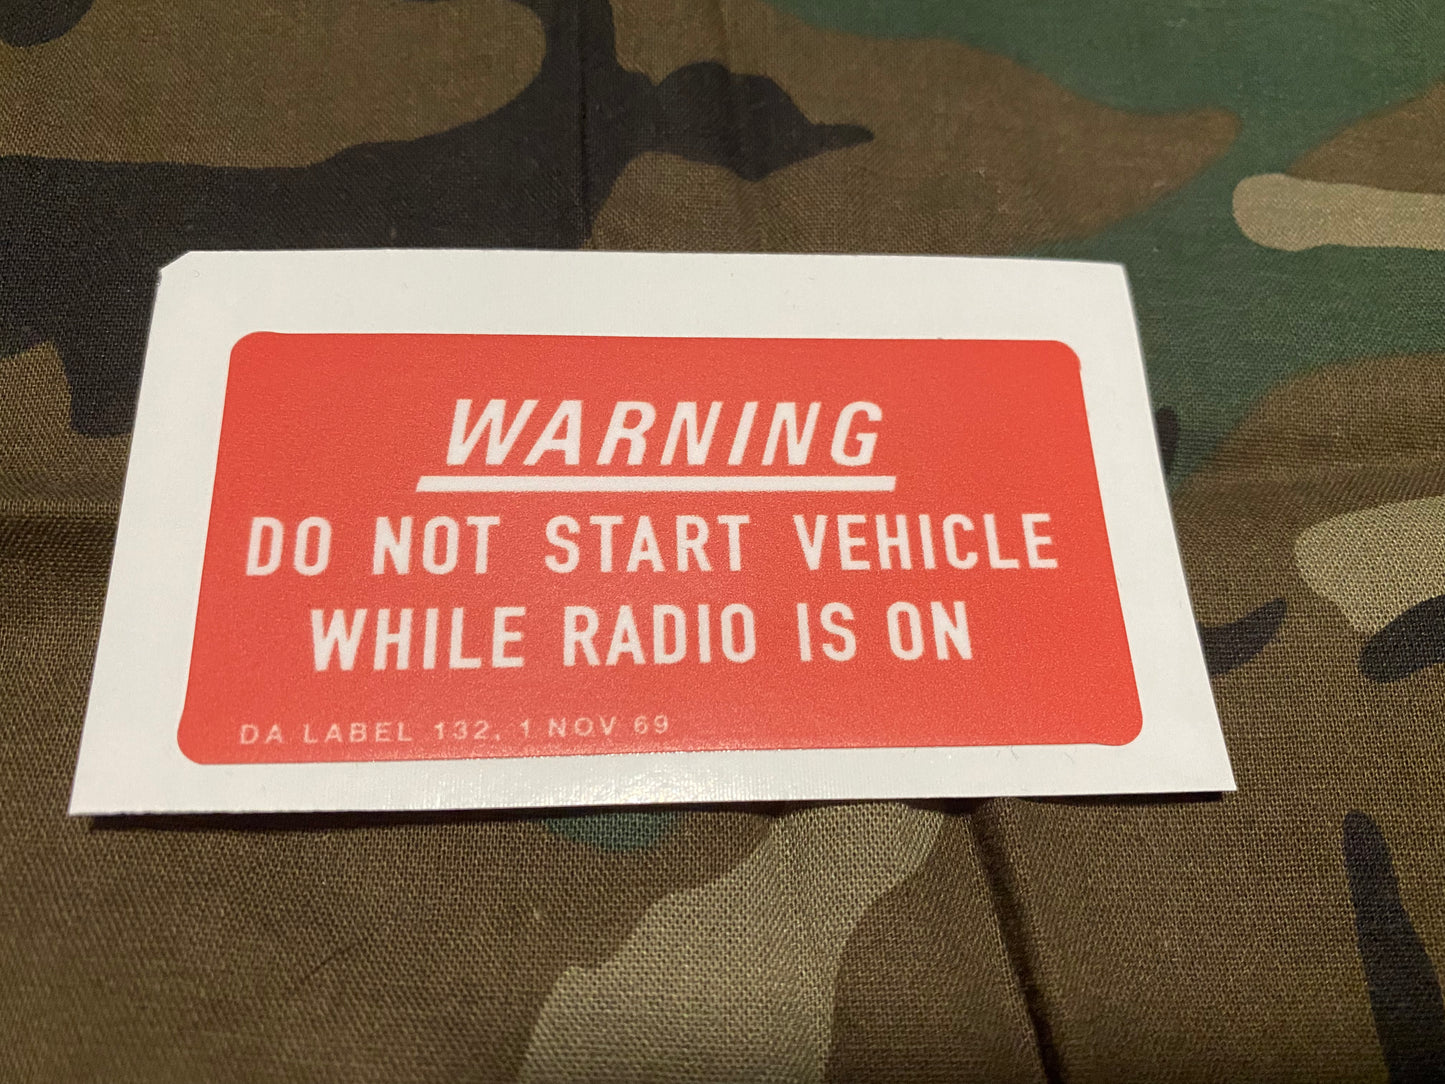 WARNING
DO NOT START VEHICLE
WHILE RADIO IS ON
DA LABEL 132, 1 NOV 69